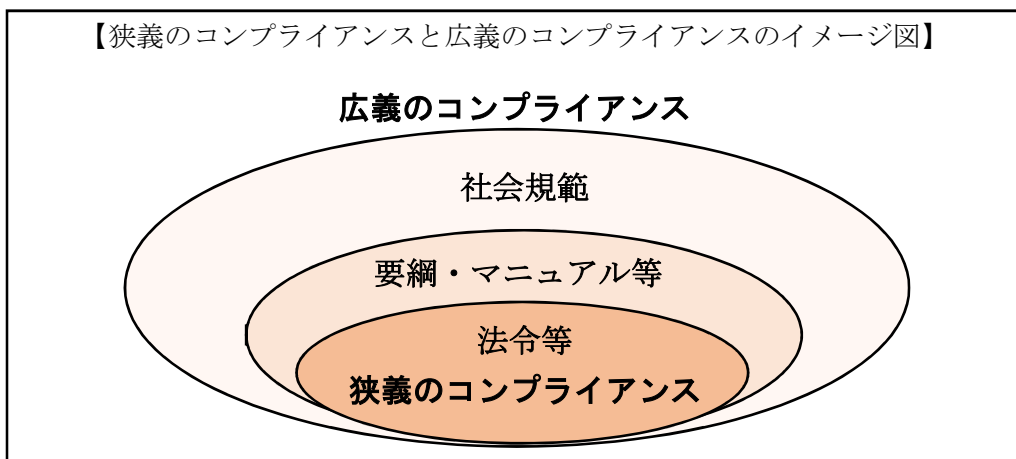 【狭義のコンプライアンスと広義のコンプライアンスのイメージ図】
広義のコンプライアンス
社会規範
要綱・マニュアル等
法令等
狭義のコンプライアンス